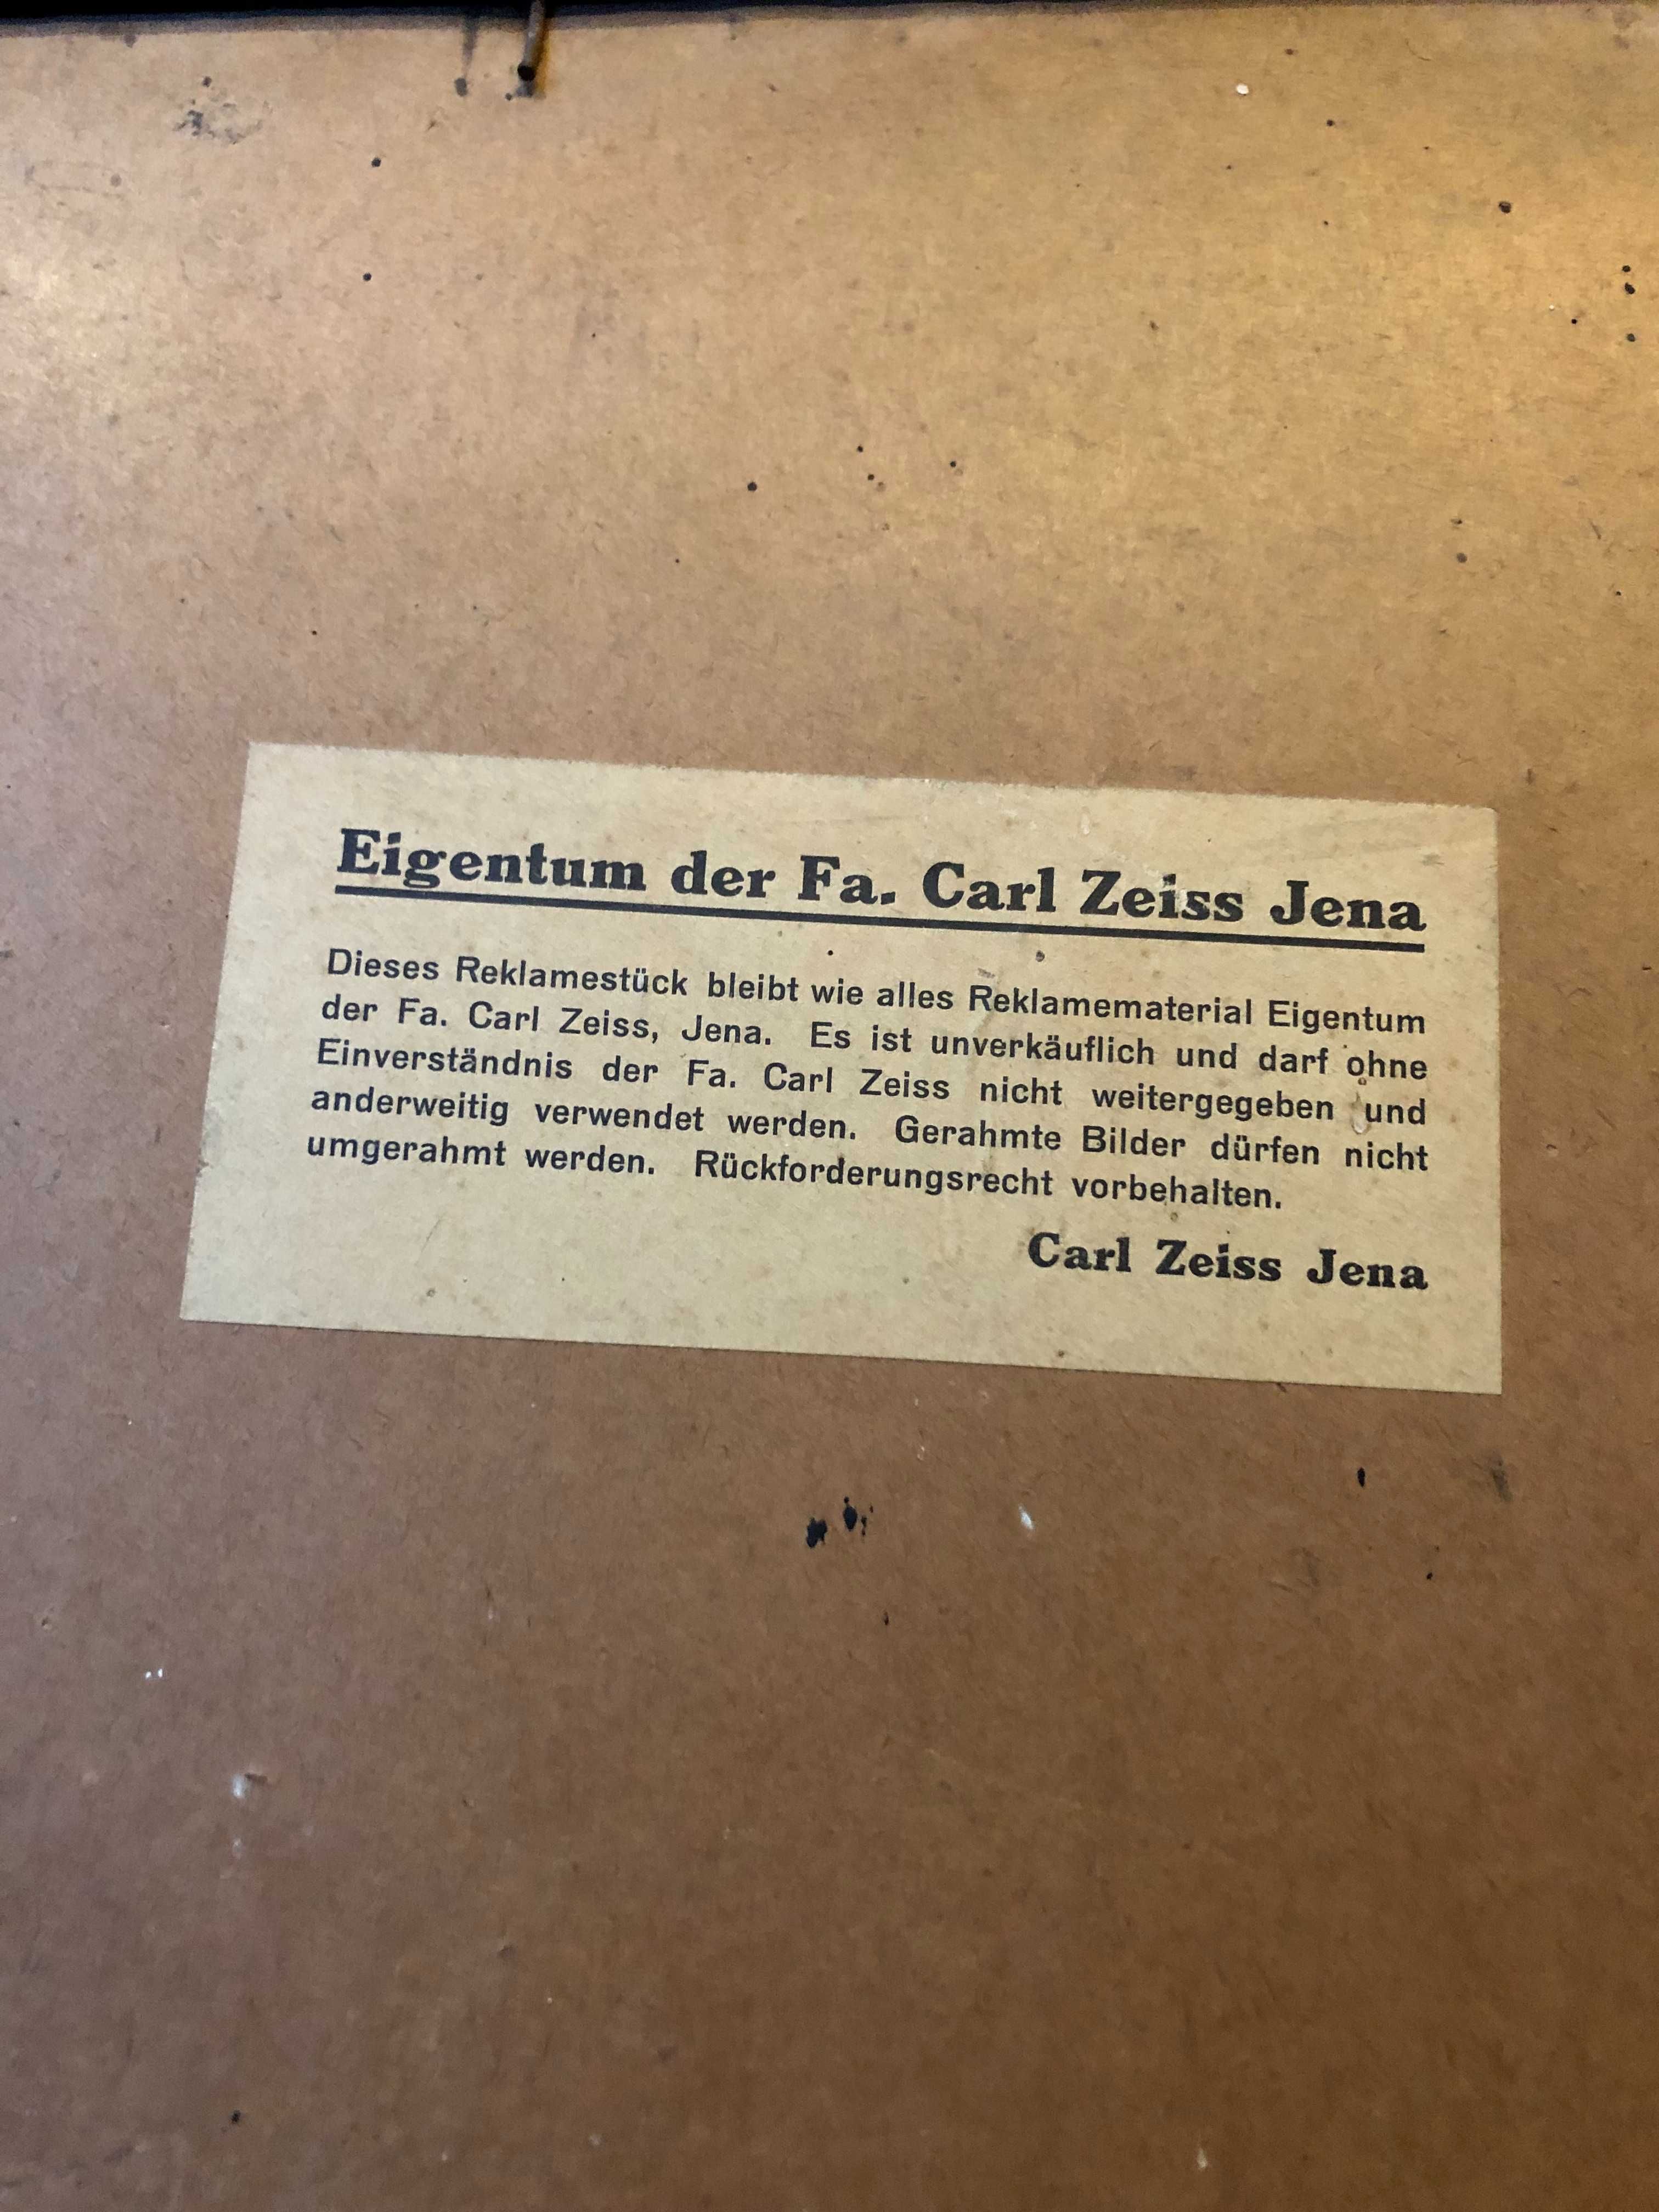 Eigentum der Fa. Carl Zeiss Jena
Dieses Reklamestück bleibt wie alles Reklamematerial Eigentum
der Fa. Carl Zeiss, Jena. Es ist unverkäuflich und darf ohne
Einverständnis der Fa. Carl Zeiss nicht weitergegeben und
anderweitig verwendet werden. Gerahmte Bilder dürfen nicht
umgerahmt werden. Rückforderungsrecht vorbehalten.
Carl Zeiss Jena